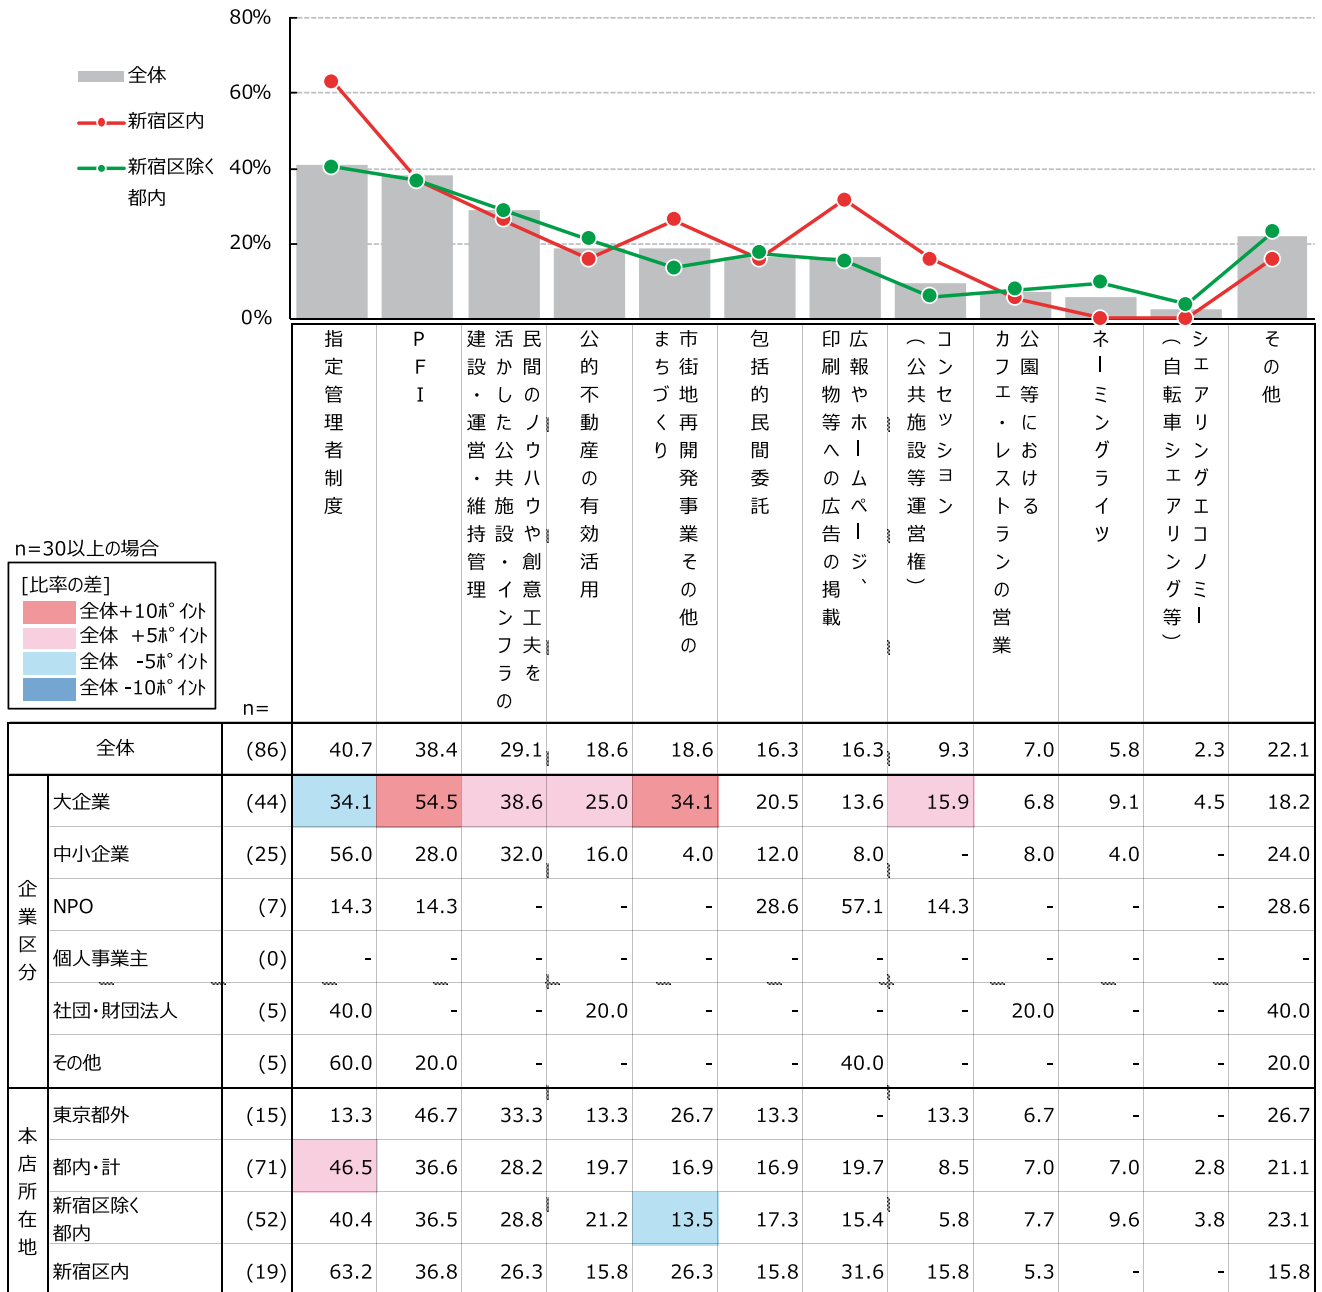 80%
60%
40%
20%
0%
全体
新宿区内
新宿区除く
都内
指定管理者制度
PFI
民間のノウハウや創意工夫を
活かした公共施設・インフラの
建設・運営・維持管理
公的不動産の有効活用
市街地再開発事業その他の
まちづくり
包括的民間委託
広報やホームページ、
印刷物等への広告の掲載
コンセッション
（公共施設等運営権）
公園等における
カフェ・レストランの営業
ネーミングライツ
シェアリングエコノミー
（自転車シェアリング等）
その他
n=30以上の場合
[比率の差]
全体+10ポイント
全体 +5ポイント
全体 -5ポイント
全体 -10ポイント
n=
全体 (86) 40.7 38.4 29.1 18.6 18.6 16.3 16.3 9.3 7.0 5.8 2.3 22.1
企業区分
大企業 (44) 34.1 54.5 38.6 25.0 34.1 20.5 13.6 15.9 6.8 9.1 4.5 18.2
中小企業 (25) 56.0 28.0 32.0 16.0 4.0 12.0 8.0 - 8.0 4.0 - 24.0
NPO (7) 14.3 14.3 - - - 28.6 57.1 14.3 - - - 28.6
個人事業主 (0) - - - - - - - - - - - -
社団・財団法人 (5) 40.0 - - 20.0 - - - - 20.0 - - 40.0
その他 (5) 60.0 20.0 - - - - 40.0 - - - - 20.0
本店所在地
東京都外 (15) 13.3 46.7 33.3 13.3 26.7 13.3 - 13.3 6.7 - - 26.7
都内・計 (71) 46.5 36.6 28.2 19.7 16.9 16.9 19.7 8.5 7.0 7.0 2.8 21.1
新宿区除く
都内 (52) 40.4 36.5 28.8 21.2 13.5 17.3 15.4 5.8 7.7 9.6 3.8 23.1
新宿区内 (19) 63.2 36.8 26.3 15.8 26.3 15.8 31.6 15.8 5.3 - - 15.8